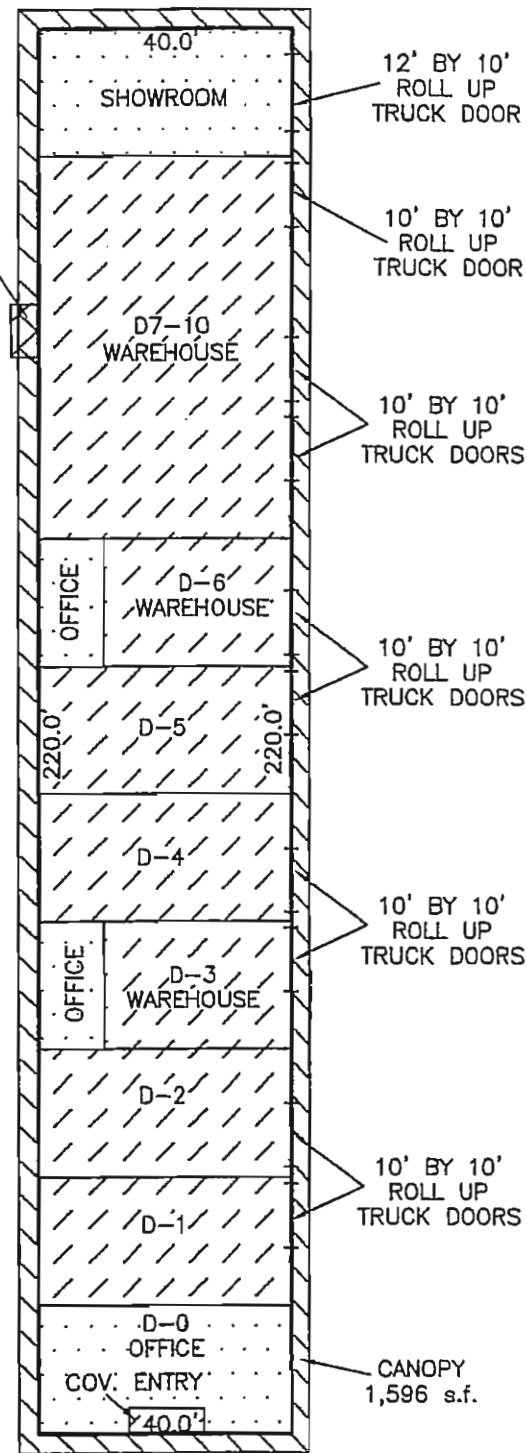 40.0'
SHOWROOM
12' BY 10'
ROLL UP
TRUCK DOOR
10' BY 10'
ROLL UP
TRUCK DOOR
D7-10
WAREHOUSE
10' BY 10'
ROLL UP
TRUCK DOORS
OFFICE
D-6
WAREHOUSE
10' BY 10'
ROLL UP
TRUCK DOORS
220.0'
D-5
220.0'
D-4
10' BY 10'
ROLL UP
TRUCK DOORS
OFFICE
D-3
WAREHOUSE
D-2
10' BY 10'
ROLL UP
TRUCK DOORS
D-1
D-0
OFFICE
COV. ENTRY
40.0'
CANOPY
1,596 s.f.